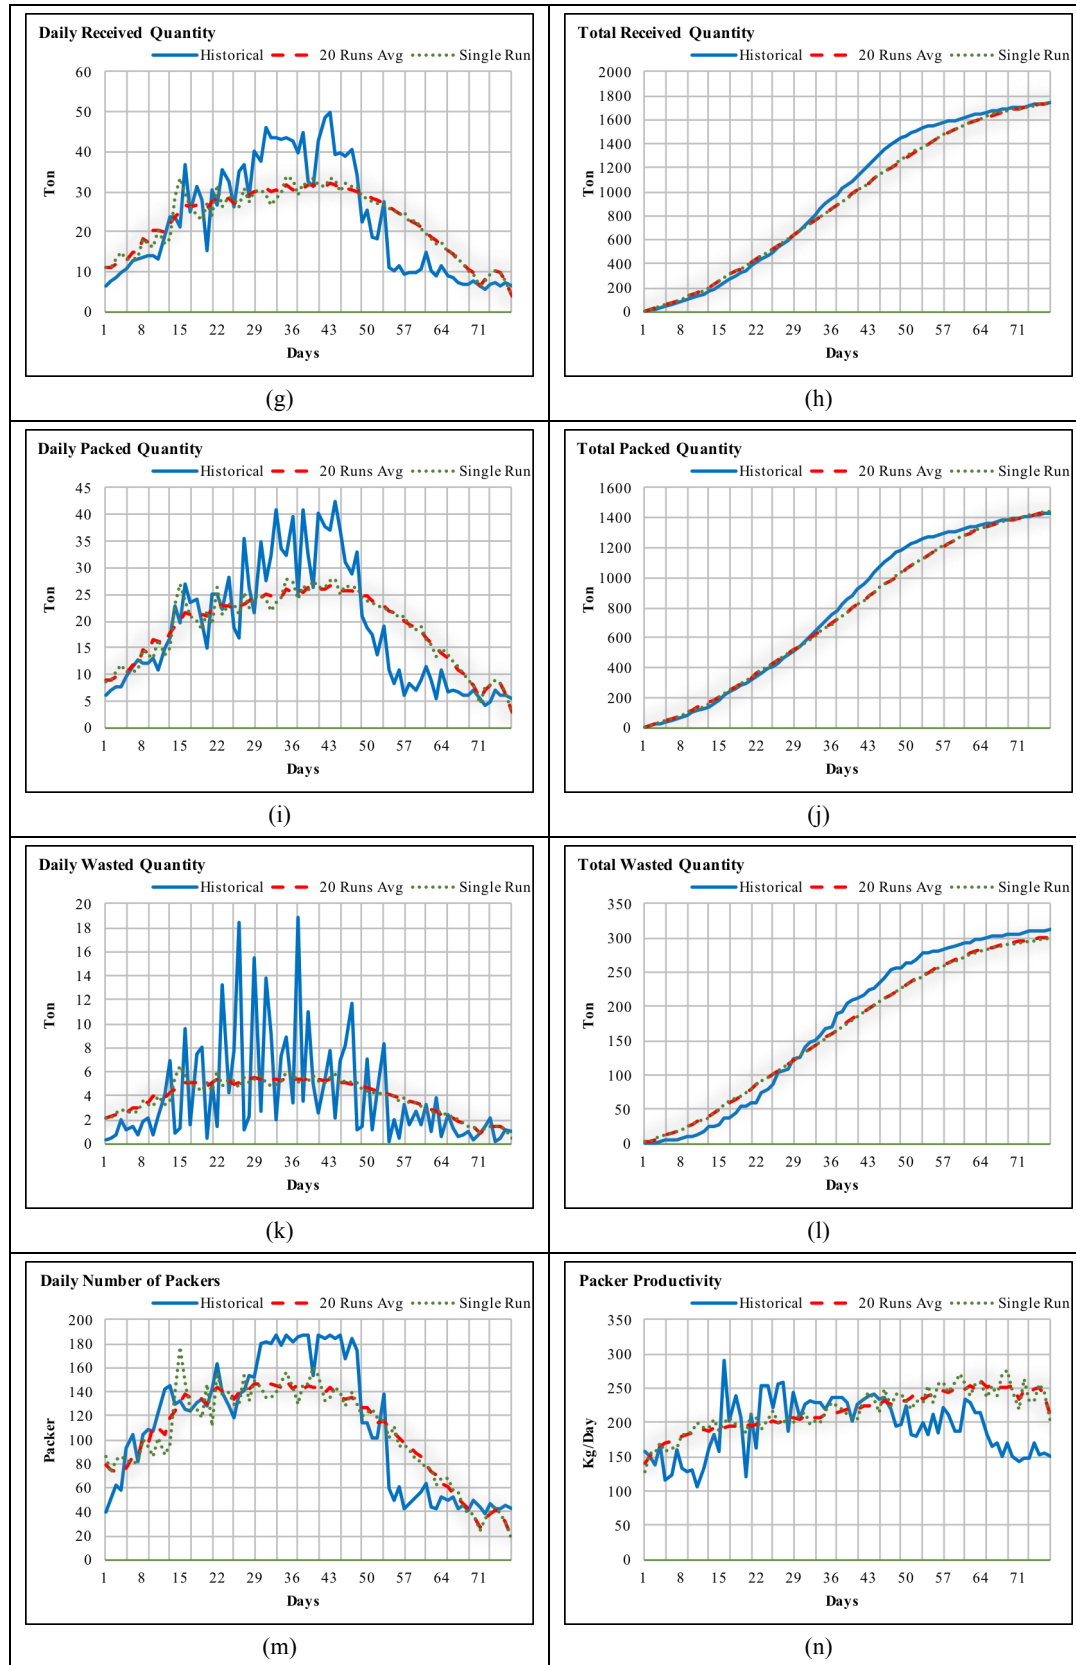 Daily Received Quantity
Historical 20 Runs Avg Single Run
60
50
40
30
20
10
0
Ton
1 8 15 22 29 36 43 50 57 64 71
Days
(g)
Total Received Quantity
Historical 20 Runs Avg Single Run
2000
1800
1600
1400
1200
1000
800
600
400
200
0
Ton
1 8 15 22 29 36 43 50 57 64 71
Days
(h)
Daily Packed Quantity
Historical 20 Runs Avg Single Run
45
40
35
30
25
20
15
10
5
0
Ton
1 8 15 22 29 36 43 50 57 64 71
Days
(i)
Total Packed Quantity
Historical 20 Runs Avg Single Run
1600
1400
1200
1000
800
600
400
200
0
Ton
1 8 15 22 29 36 43 50 57 64 71
Days
(j)
Daily Wasted Quantity
Historical 20 Runs Avg Single Run
20
18
16
14
12
10
8
6
4
2
0
Ton
1 8 15 22 29 36 43 50 57 64 71
Days
(k)
Total Wasted Quantity
Historical 20 Runs Avg Single Run
350
300
250
200
150
100
50
0
Ton
1 8 15 22 29 36 43 50 57 64 71
Days
(l)
Daily Number of Packers
Historical 20 Runs Avg Single Run
200
180
160
140
120
100
80
60
40
20
0
Packer
1 8 15 22 29 36 43 50 57 64 71
Days
(m)
Packer Productivity
Historical 20 Runs Avg Single Run
350
300
250
200
150
100
50
0
Kg/Day
1 8 15 22 29 36 43 50 57 64 71
Days
(n)